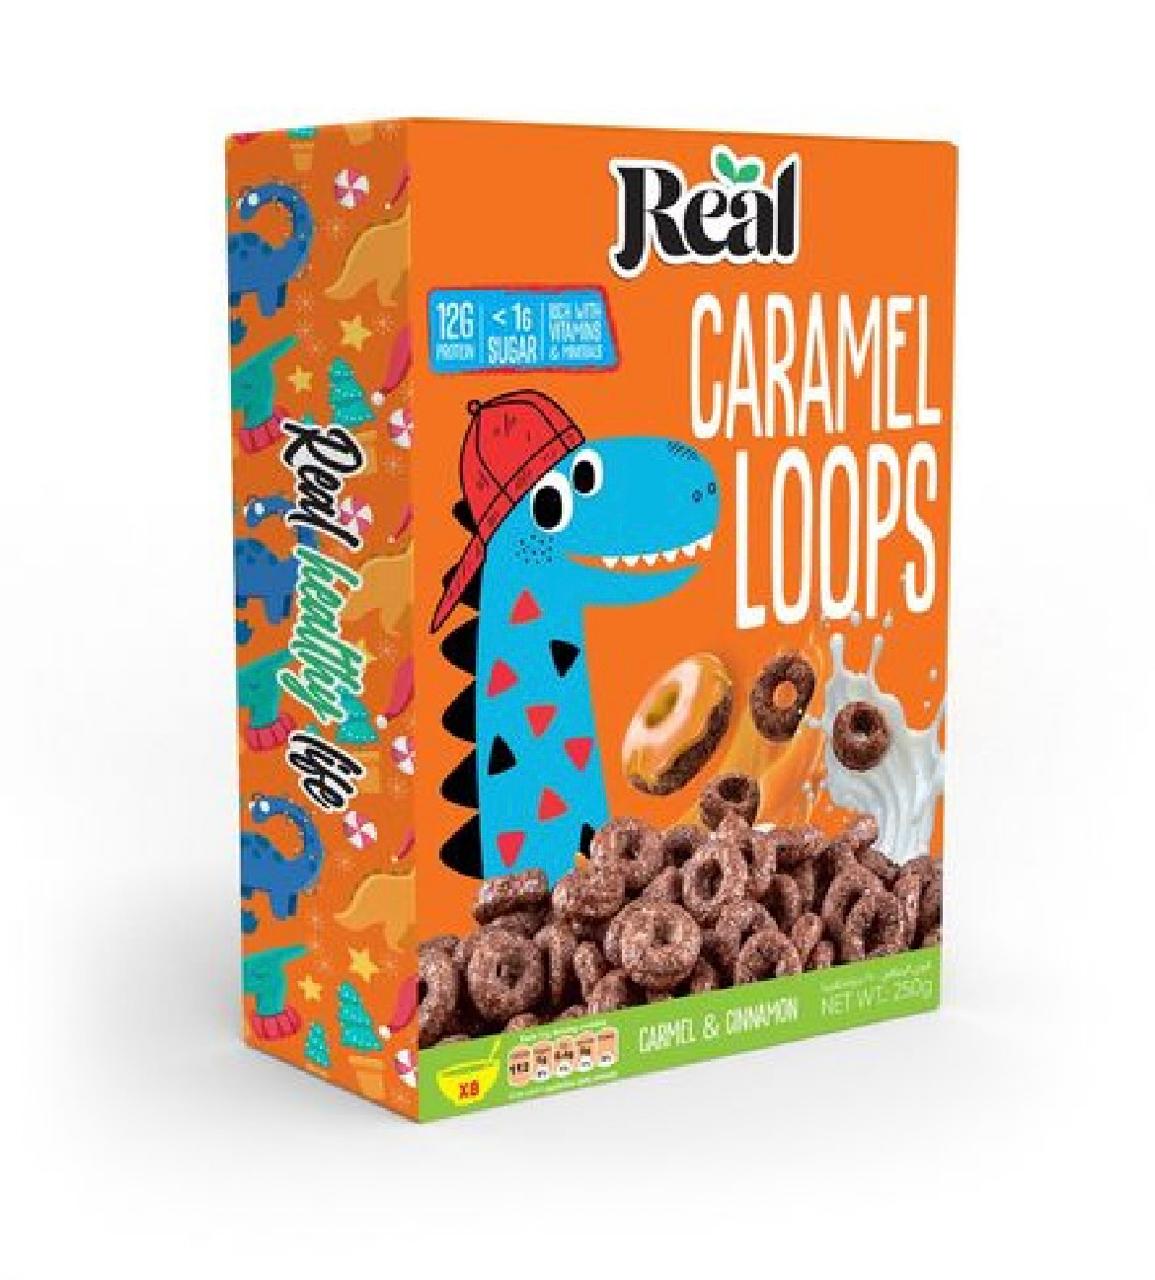 Real
12G
PROTEIN
< 1G
SUGAR
RICH WITH
VITAMINS
& MINERALS
CARAMEL
LOOPS
Real healthy life
CARMEL & CINNAMON
NET WT.: 250g
X8
112